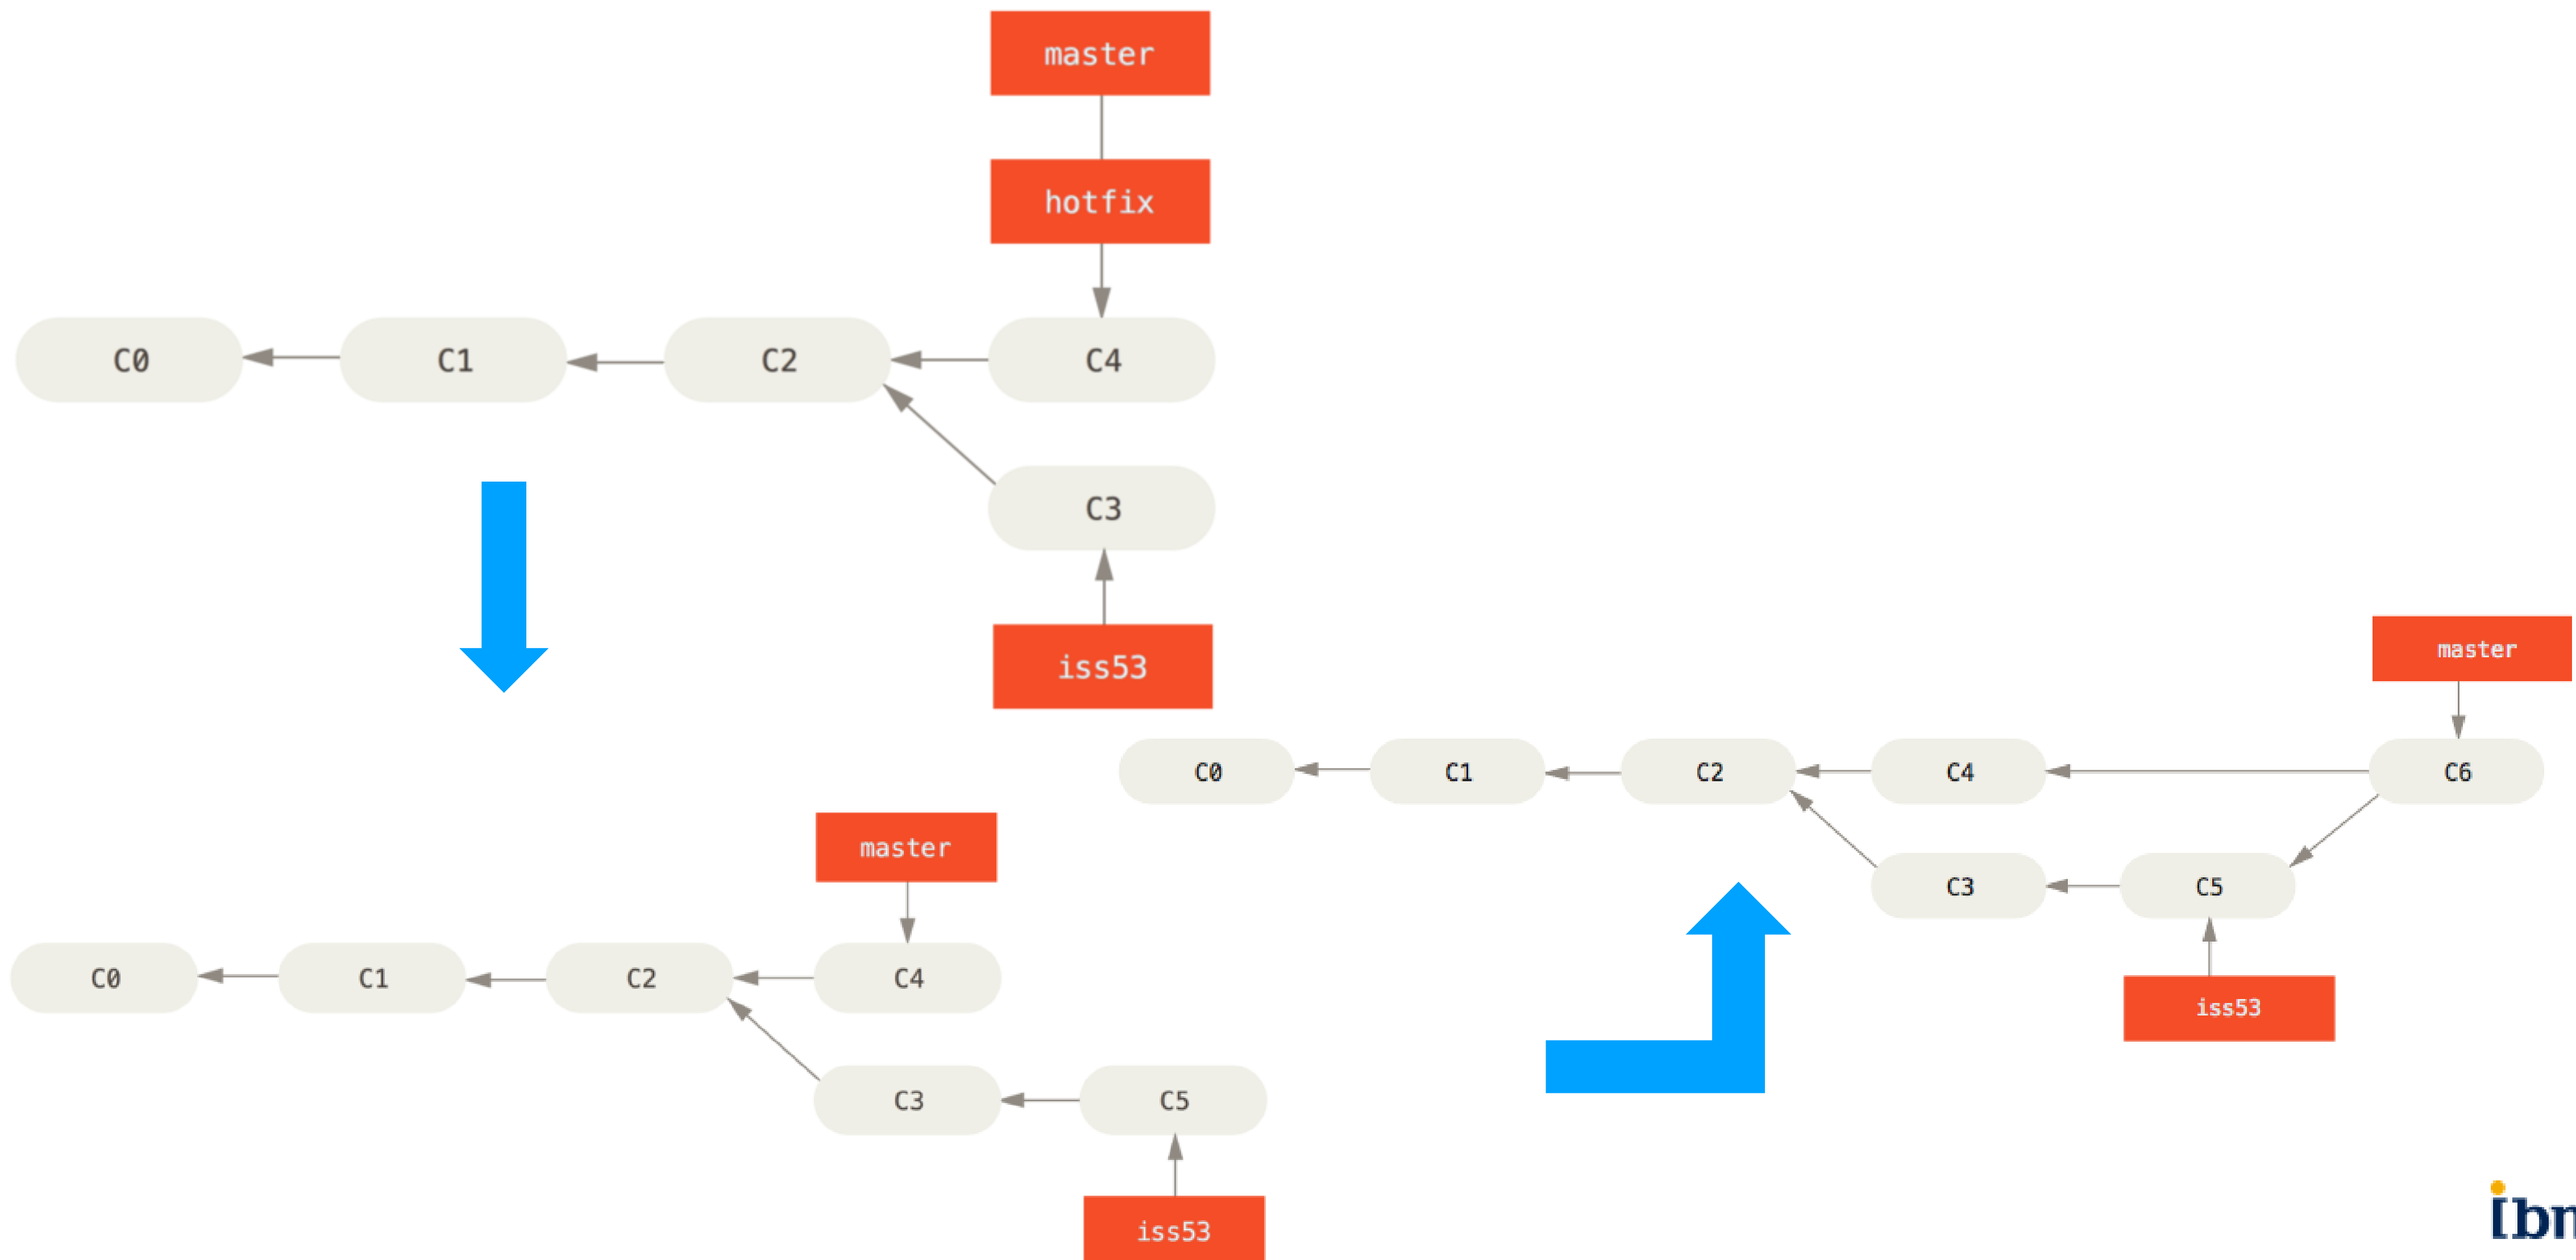 master
hotfix
C0 C1 C2 C4
C3
iss53
master
C0 C1 C2 C4 C6
C3 C5
iss53
master
C0 C1 C2 C4
C3 C5
iss53